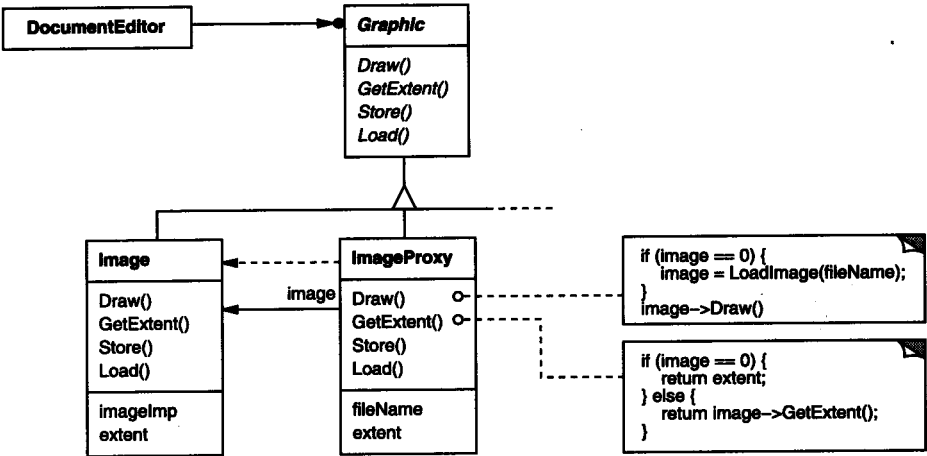 DocumentEditor
Graphic
Draw()
GetExtent()
Store()
Load()
Image
Draw()
GetExtent()
Store()
Load()
imageImp
extent
image
ImageProxy
Draw()
GetExtent()
Store()
Load()
fileName
extent
if (image == 0) {
image = LoadImage(fileName);
}
image->Draw()
if (image == 0) {
return extent;
} else {
return image->GetExtent();
}